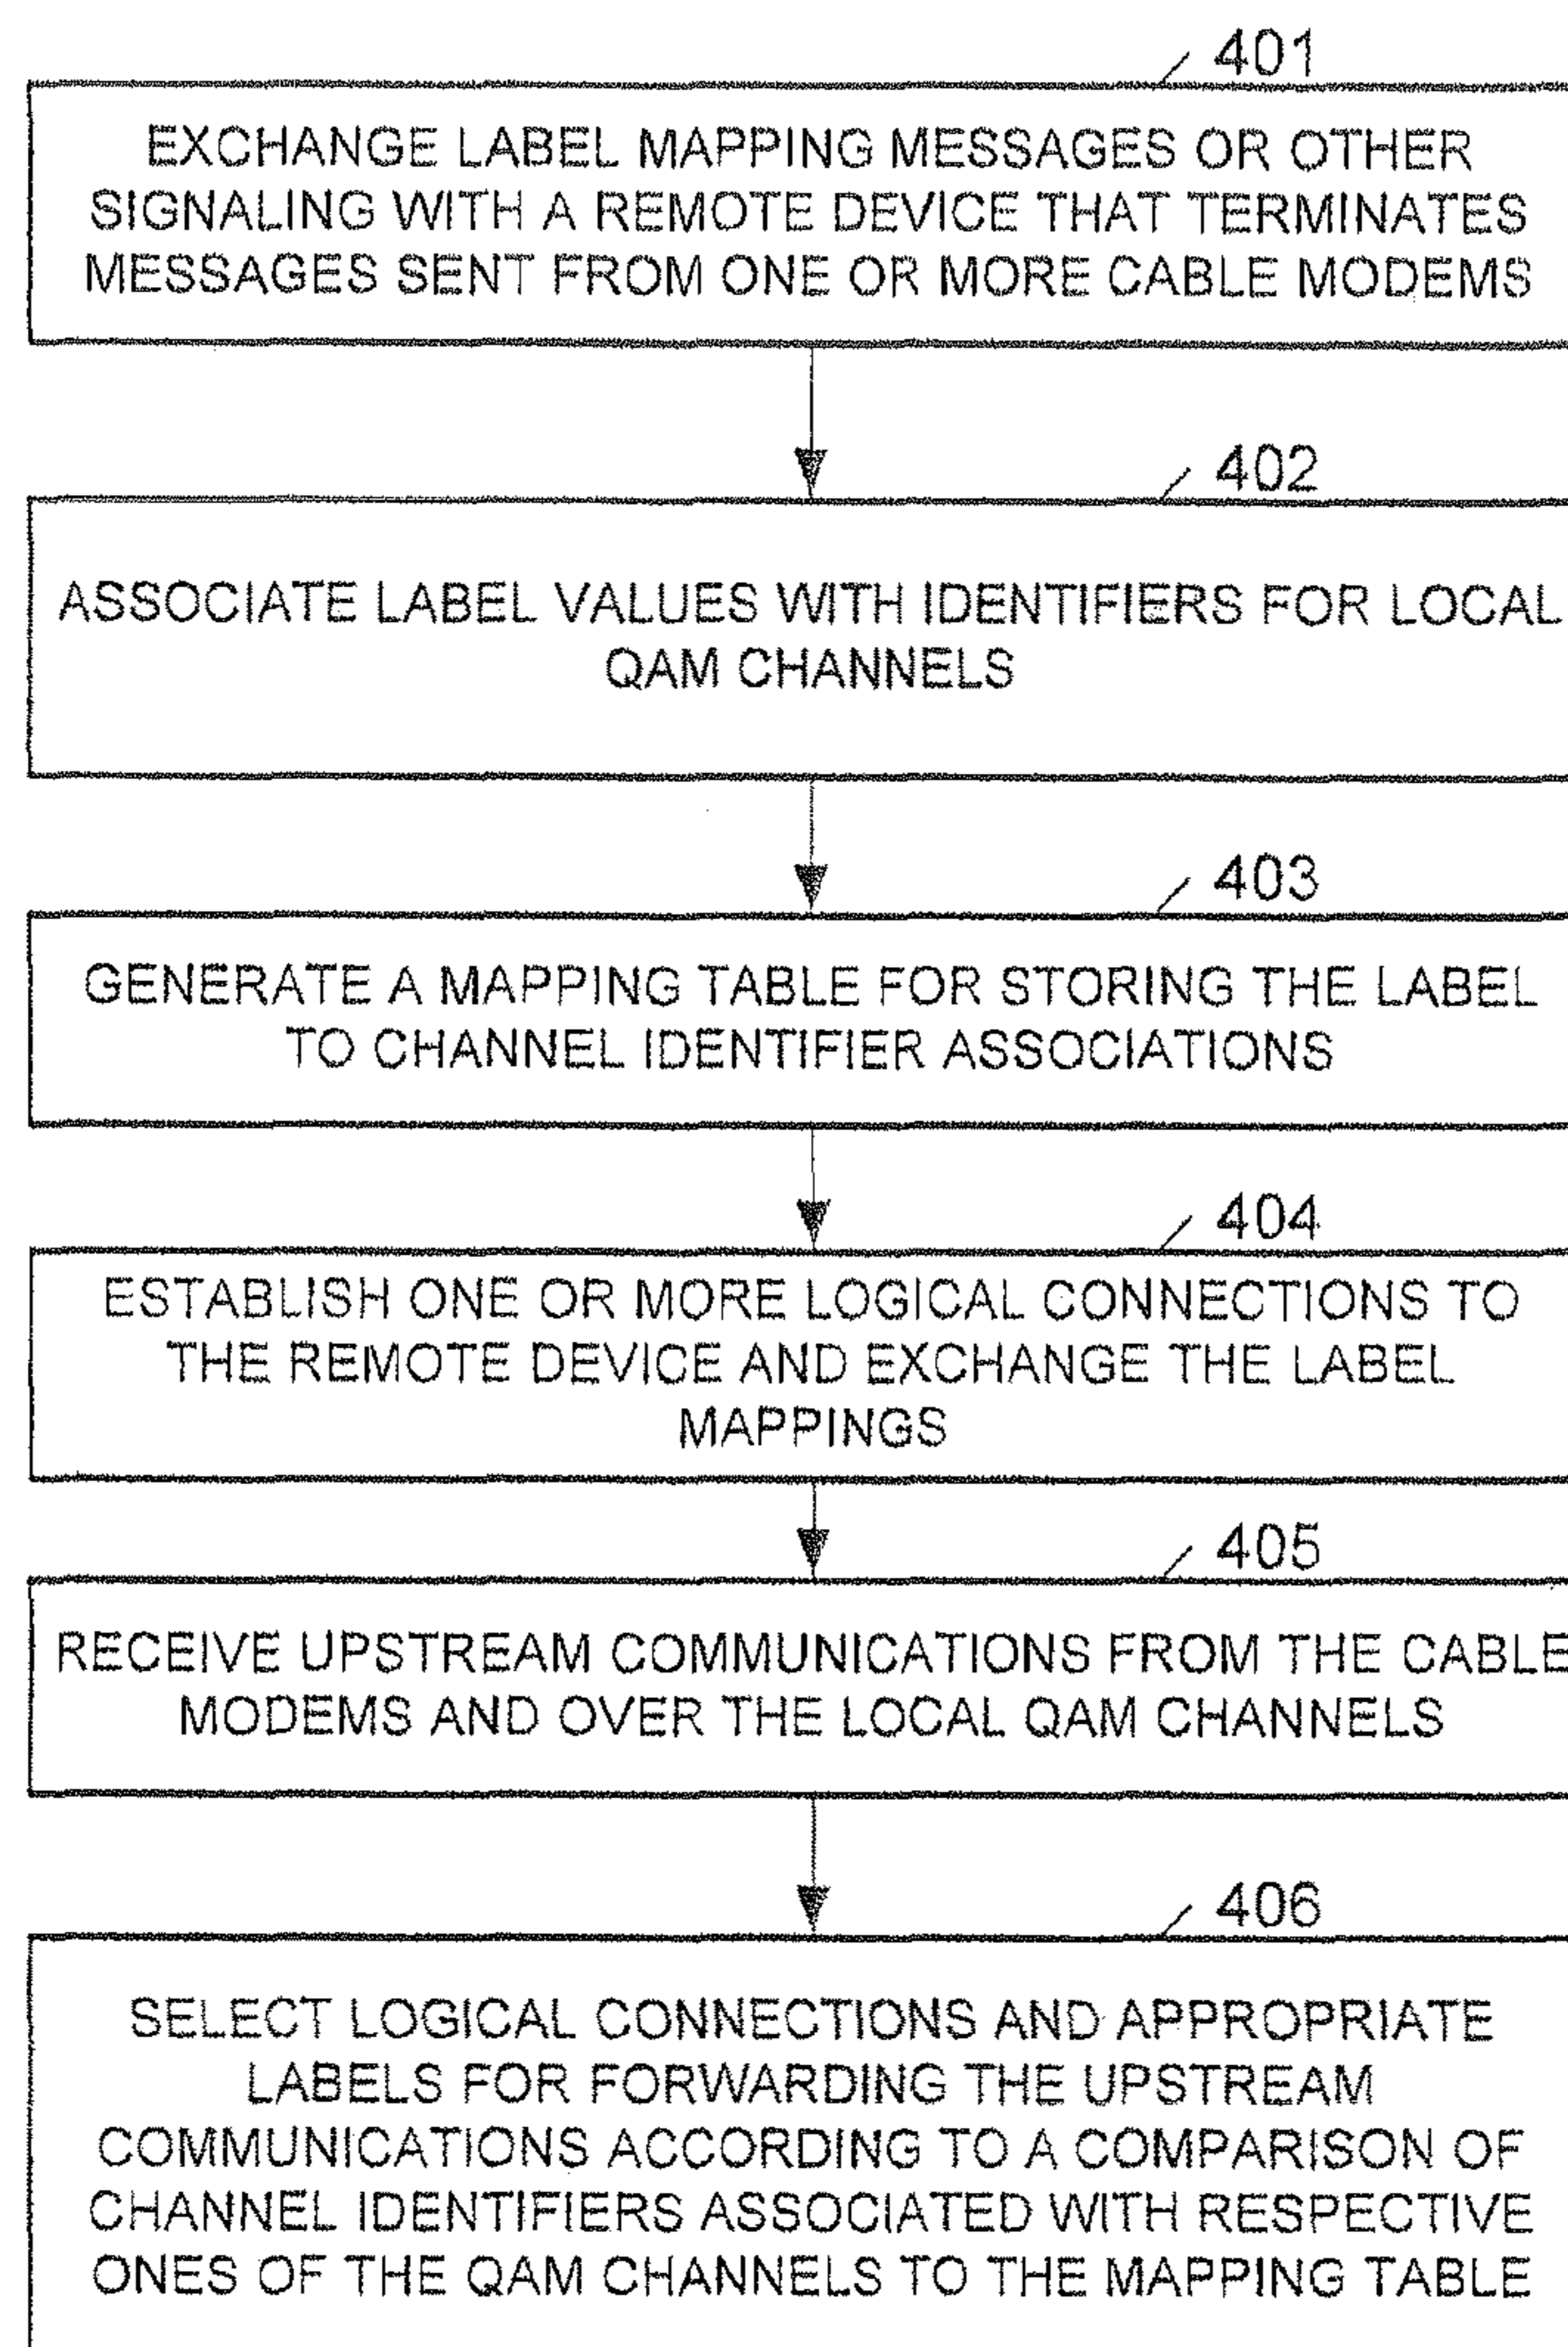 401
EXCHANGE LABEL MAPPING MESSAGES OR OTHER
SIGNALING WITH A REMOTE DEVICE THAT TERMINATES
MESSAGES SENT FROM ONE OR MORE CABLE MODEMS
402
ASSOCIATE LABEL VALUES WITH IDENTIFIERS FOR LOCAL
QAM CHANNELS
403
GENERATE A MAPPING TABLE FOR STORING THE LABEL
TO CHANNEL IDENTIFIER ASSOCIATIONS
404
ESTABLISH ONE OR MORE LOGICAL CONNECTIONS TO
THE REMOTE DEVICE AND EXCHANGE THE LABEL
MAPPINGS
405
RECEIVE UPSTREAM COMMUNICATIONS FROM THE CABLE
MODEMS AND OVER THE LOCAL QAM CHANNELS
406
SELECT LOGICAL CONNECTIONS AND APPROPRIATE
LABELS FOR FORWARDING THE UPSTREAM
COMMUNICATIONS ACCORDING TO A COMPARISON OF
CHANNEL IDENTIFIERS ASSOCIATED WITH RESPECTIVE
ONES OF THE QAM CHANNELS TO THE MAPPING TABLE